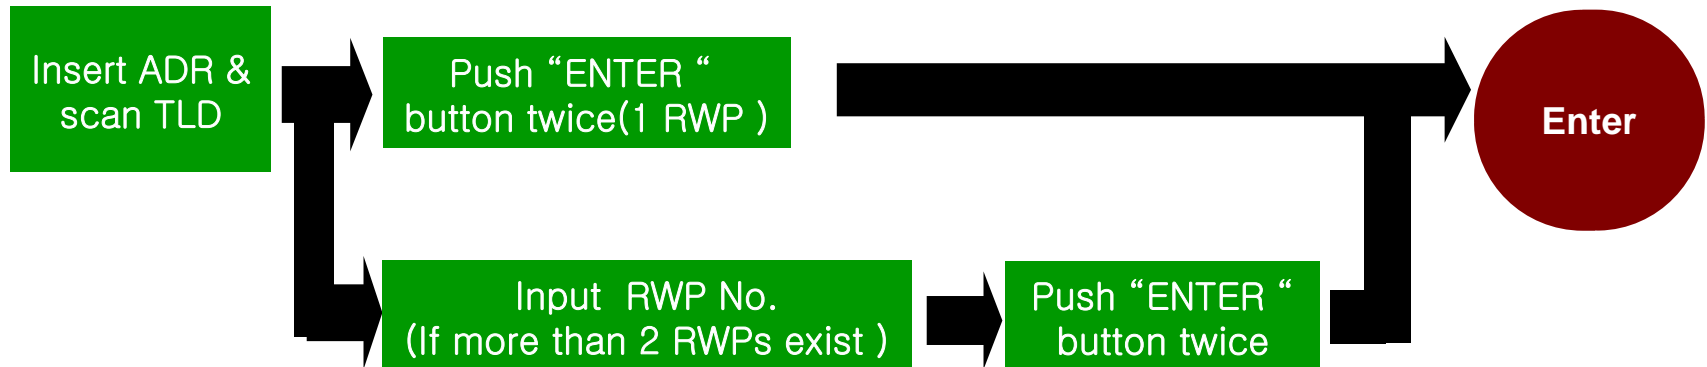 Insert ADR &
scan TLD
Push “ENTER “
button twice(1 RWP )
Enter
Input RWP No.
(If more than 2 RWPs exist )
Push “ENTER “
button twice